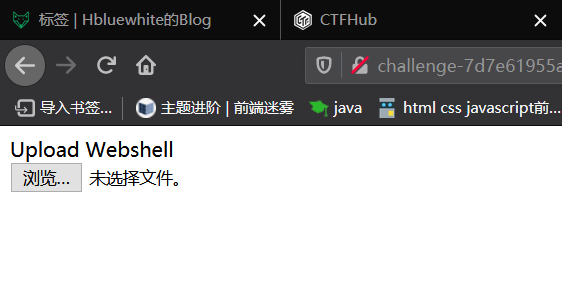 标签 | Hbluewhite的Blog
CTFHub
challenge-7d7e61955a
导入书签... 主题进阶 | 前端迷雾 java html css javascript前...
Upload Webshell
浏览... 未选择文件。